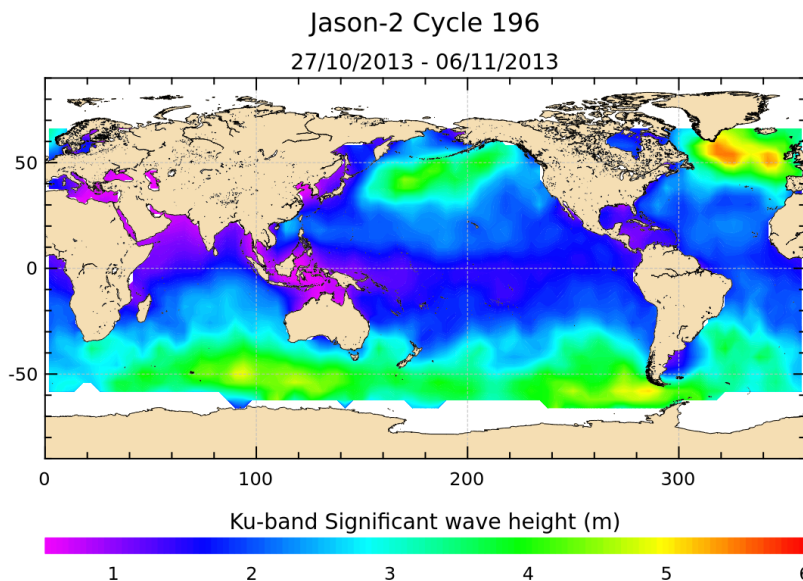 Jason-2 Cycle 196
27/10/2013 - 06/11/2013
50
0
-50
0 100 200 300
Ku-band Significant wave height (m)
1 2 3 4 5 6